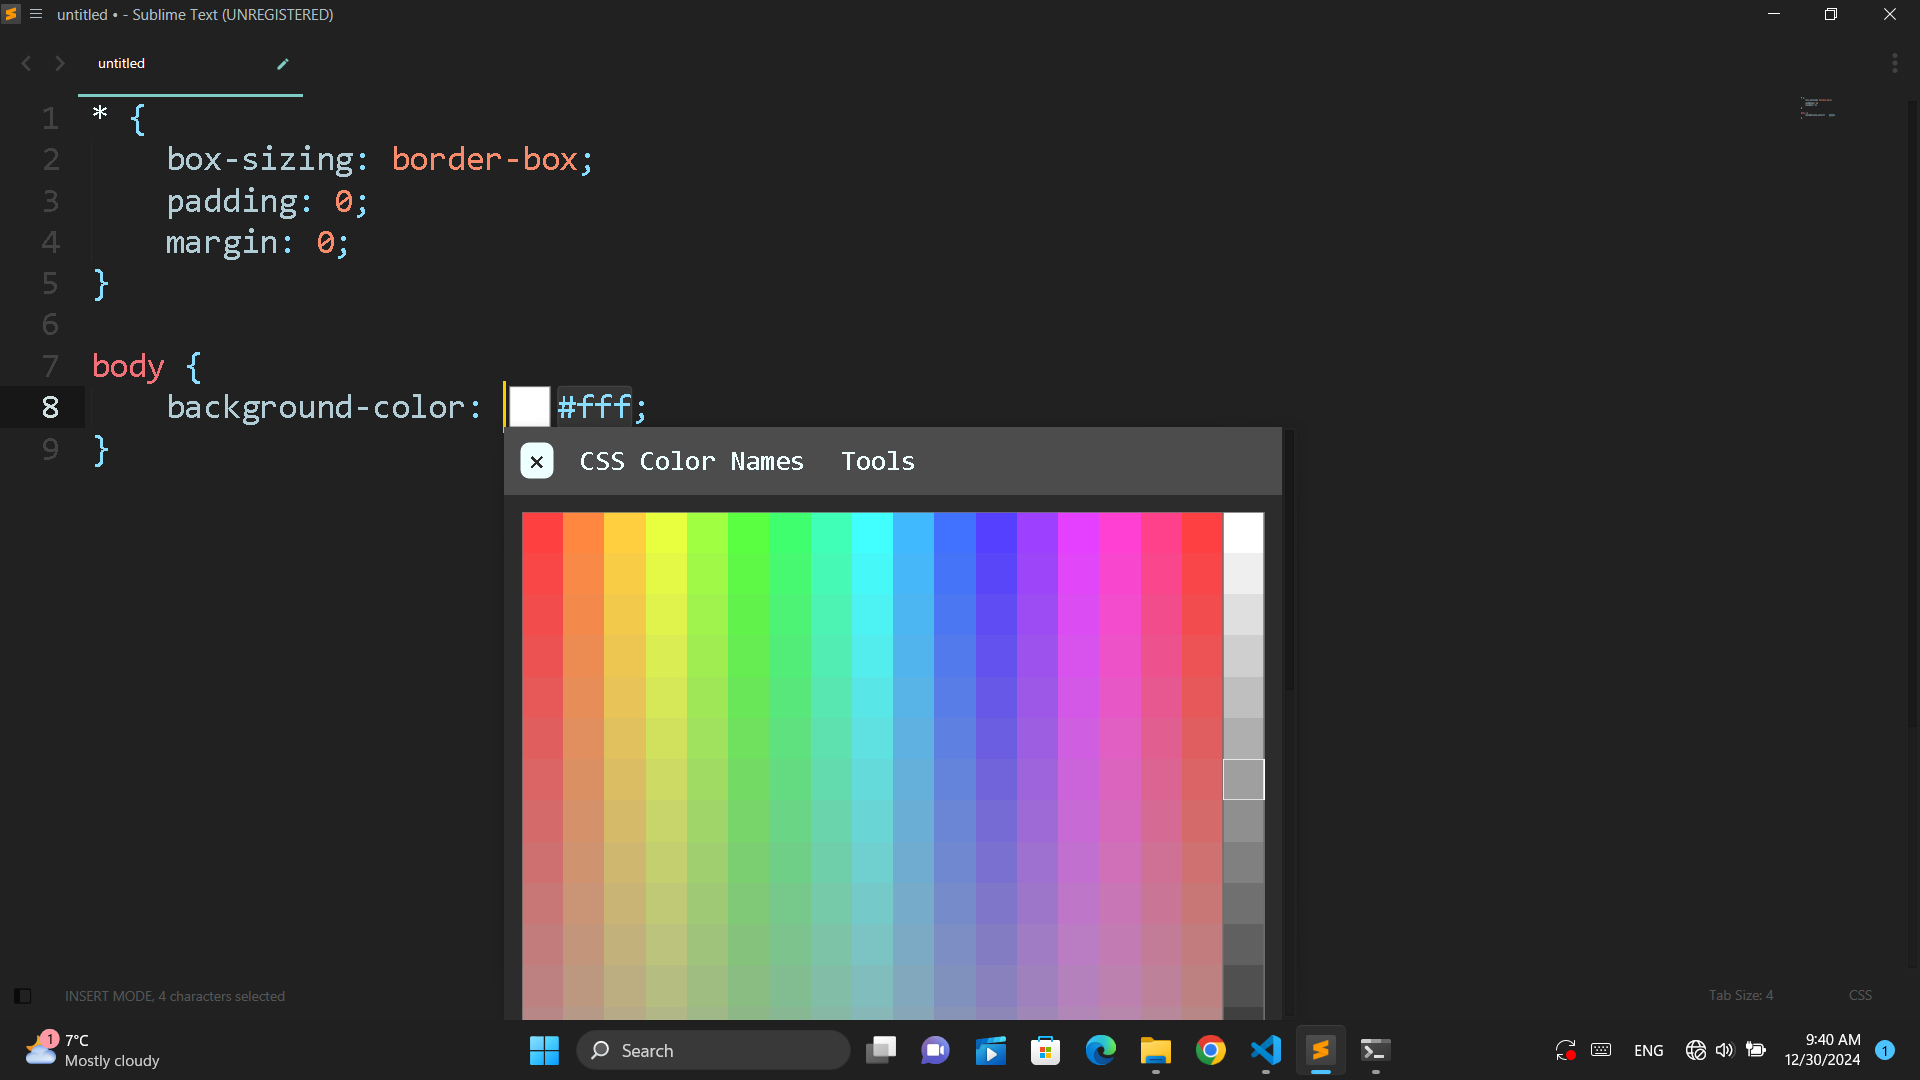 untitled • - Sublime Text (UNREGISTERED)
untitled
1 * {
2 box-sizing: border-box;
3 padding: 0;
4 margin: 0;
5 }
6
7 body {
8 background-color: #fff;
9 }
× CSS Color Names Tools
INSERT MODE, 4 characters selected
Tab Size: 4 CSS
1
7°C
Mostly cloudy
Search
ENG
9:40 AM
12/30/2024
1